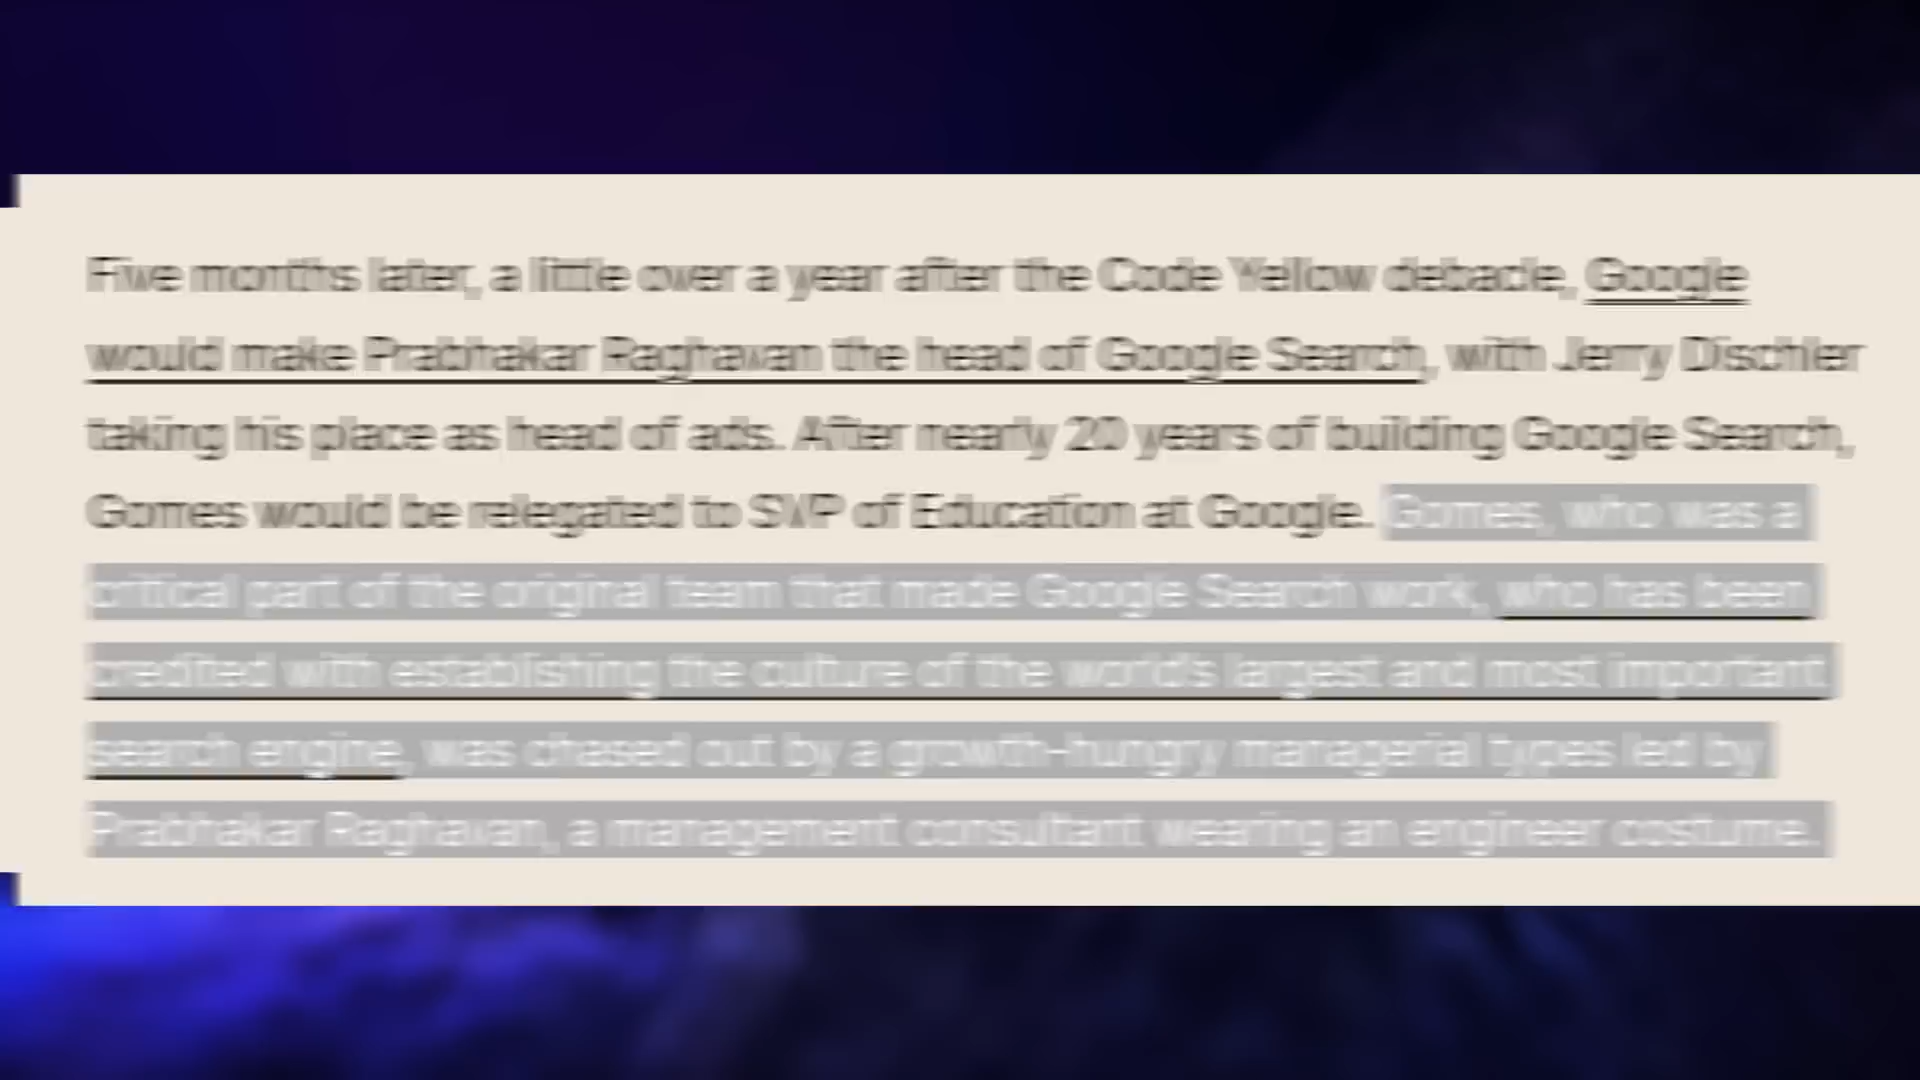 Five months later, a little over a year after the Code Yellow debacle, Google
would make Prabhakar Raghavan the head of Google Search, with Jerry Dischler
taking his place as head of ads. After nearly 20 years of building Google Search,
Gomes would be relegated to SVP of Education at Google. Gomes, who was a
critical part of the original team that made Google Search work, who has been
credited with establishing the culture of the world's largest and most important
search engine, was chased out by a growth-hungry managerial types led by
Prabhakar Raghavan, a management consultant wearing an engineer costume.